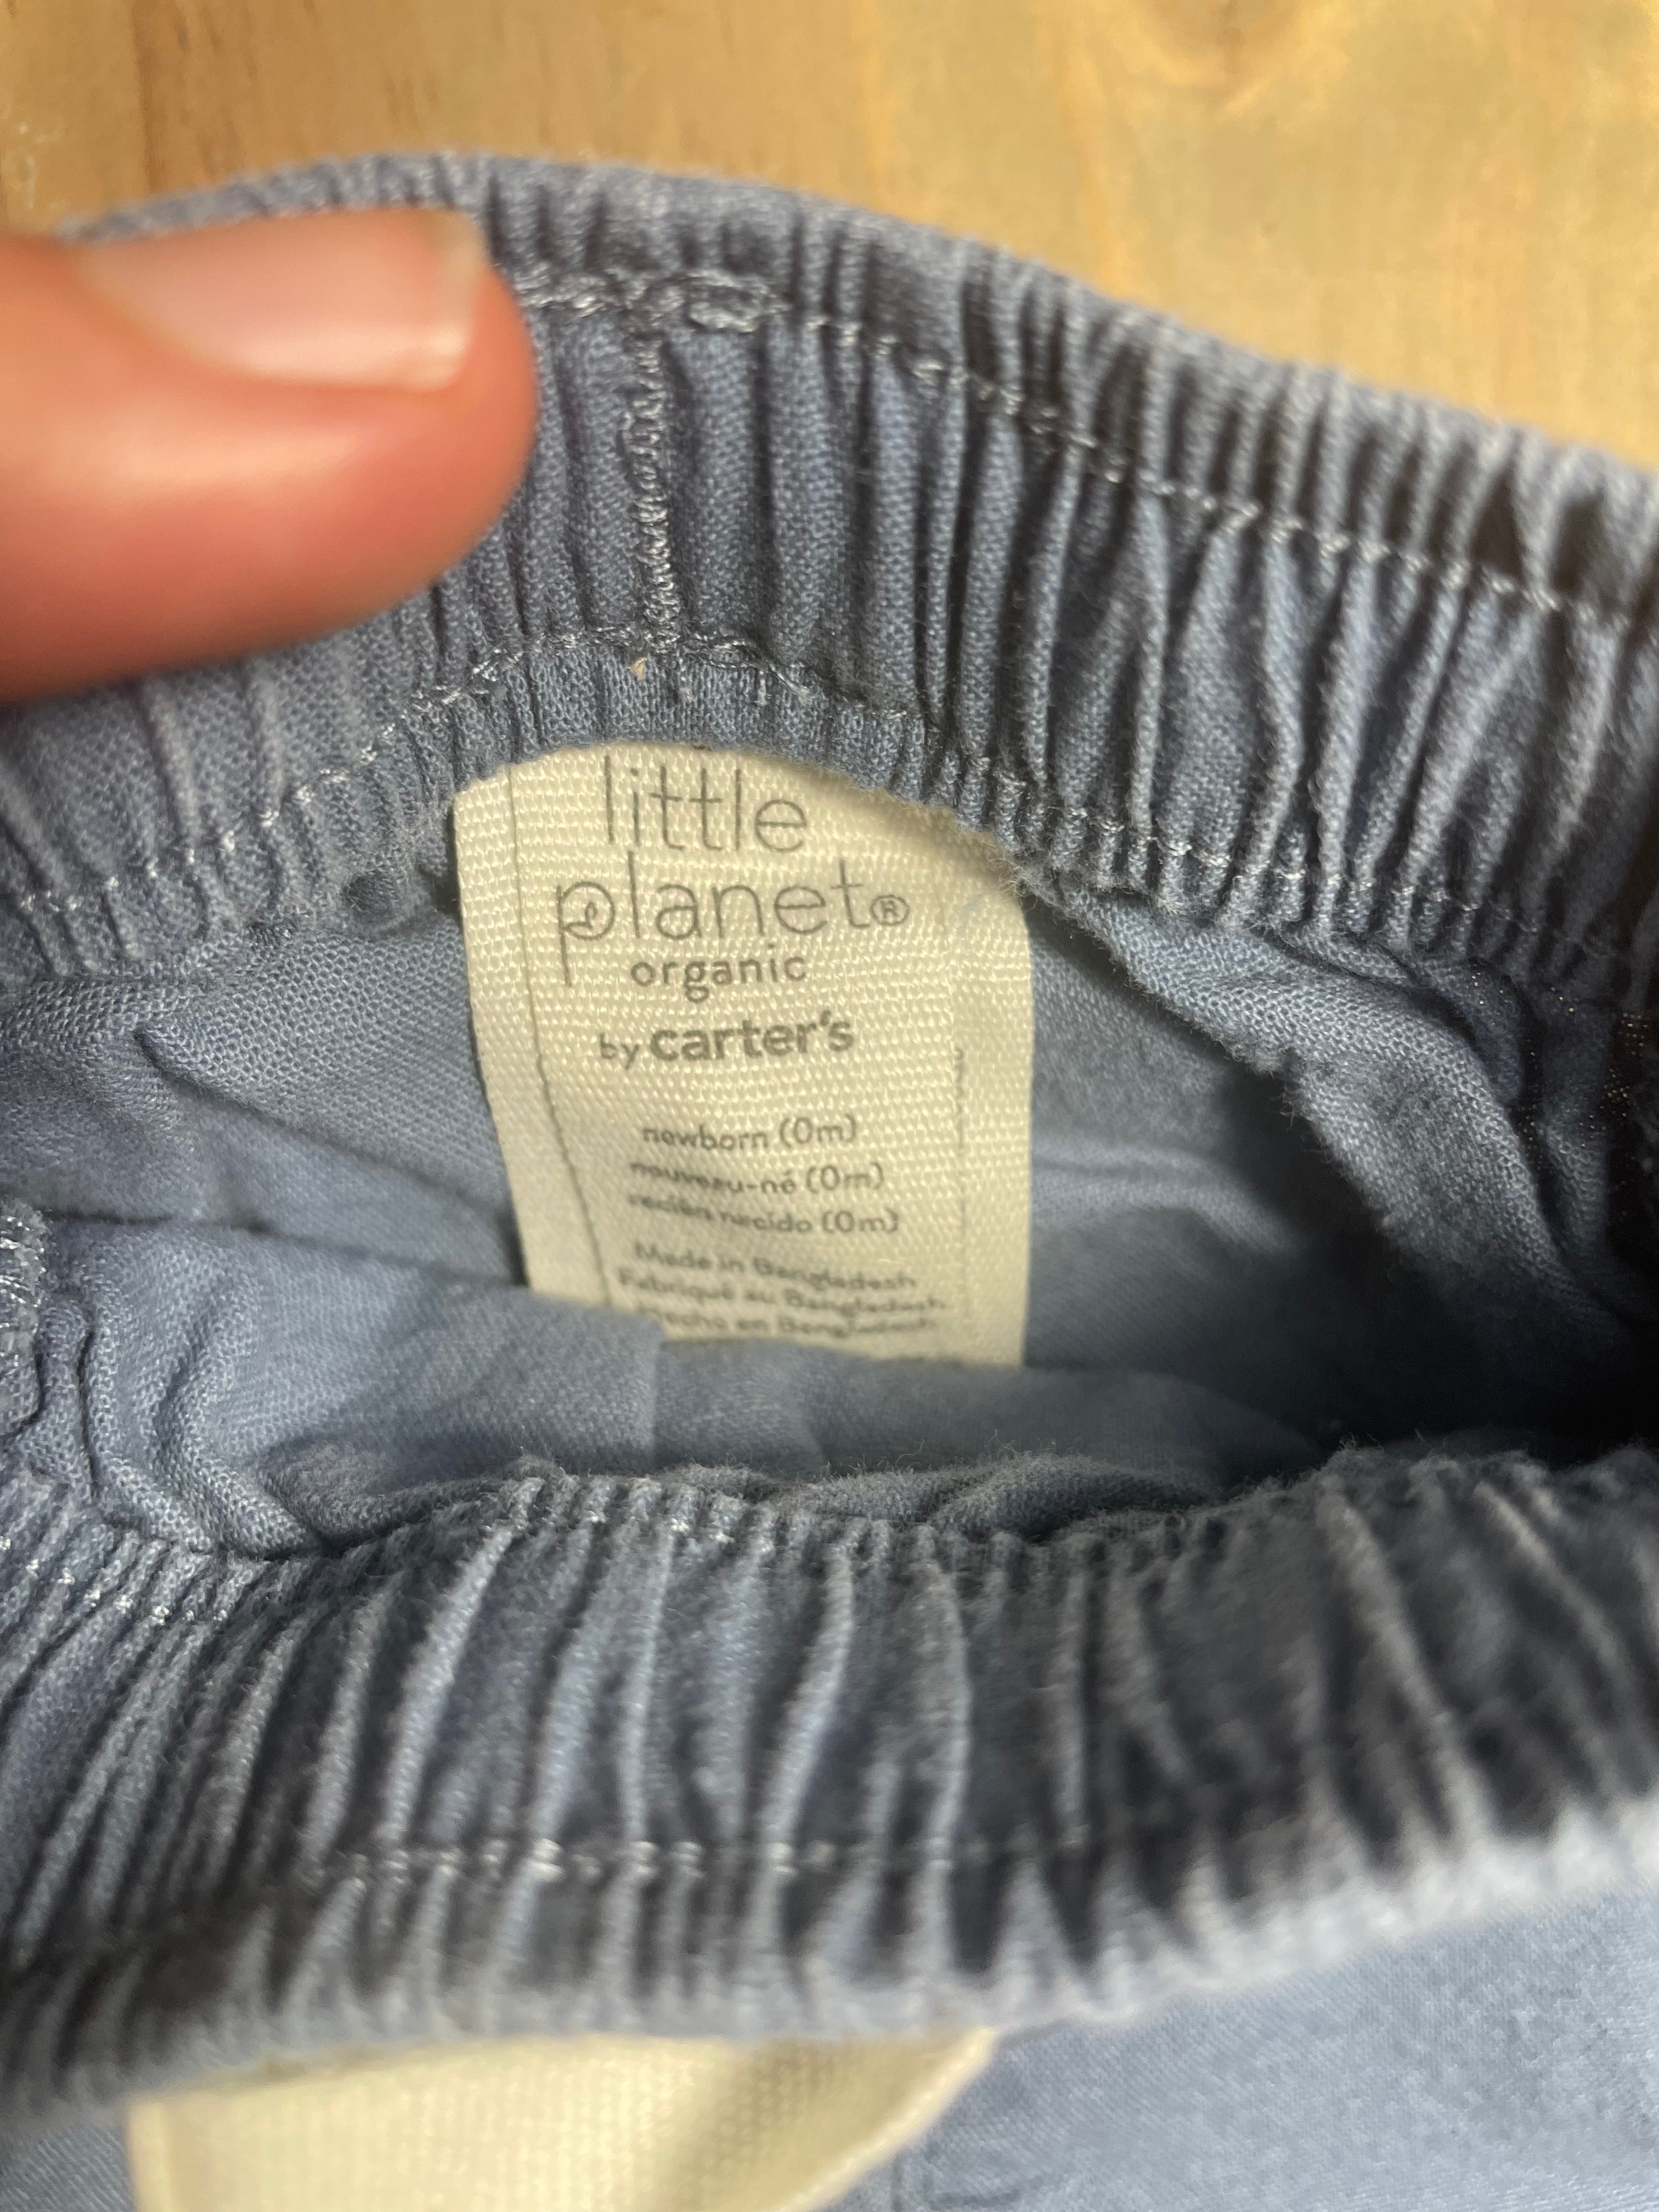 little
planet®
organic
by carter's
newborn (0m)
nouveau-né (0m)
recién nacido (0m)
Made in Bangladesh
Fabriqué au Bangladesh
Hecho en Bangladesh